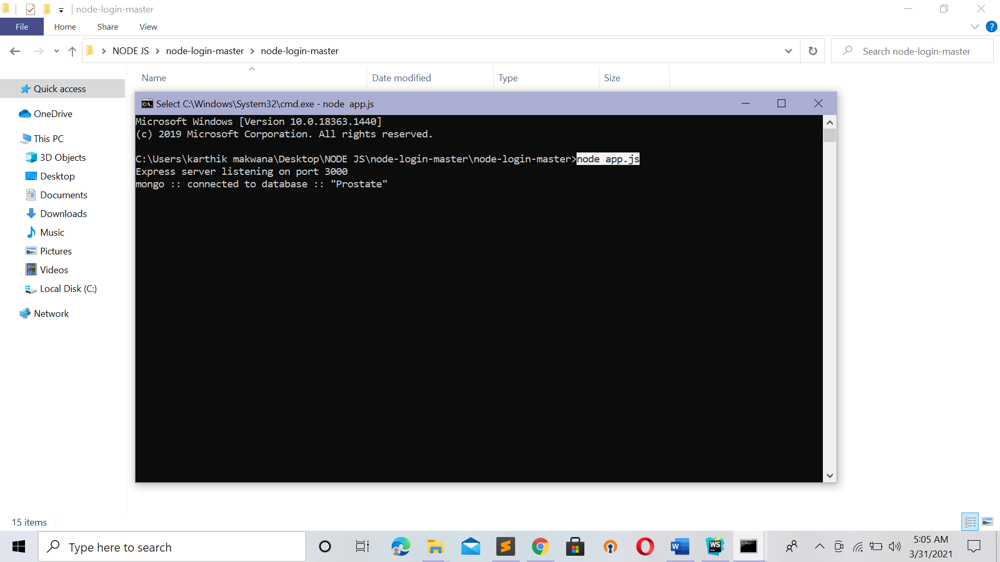 node-login-master
File Home Share View
NODE JS node-login-master node-login-master
Search node-login-master
Name Date modified Type Size
Quick access
OneDrive
This PC
3D Objects
Desktop
Documents
Downloads
Music
Pictures
Videos
Local Disk (C:)
Network
Select C:\Windows\System32\cmd.exe - node  app.js
Microsoft Windows [Version 10.0.18363.1440]
(c) 2019 Microsoft Corporation. All rights reserved.
C:\Users\karthik makwana\Desktop\NODE JS\node-login-master\node-login-master>node app.js
Express server listening on port 3000
mongo :: connected to database :: "Prostate"
15 items
Type here to search
WS
5:05 AM
3/31/2021